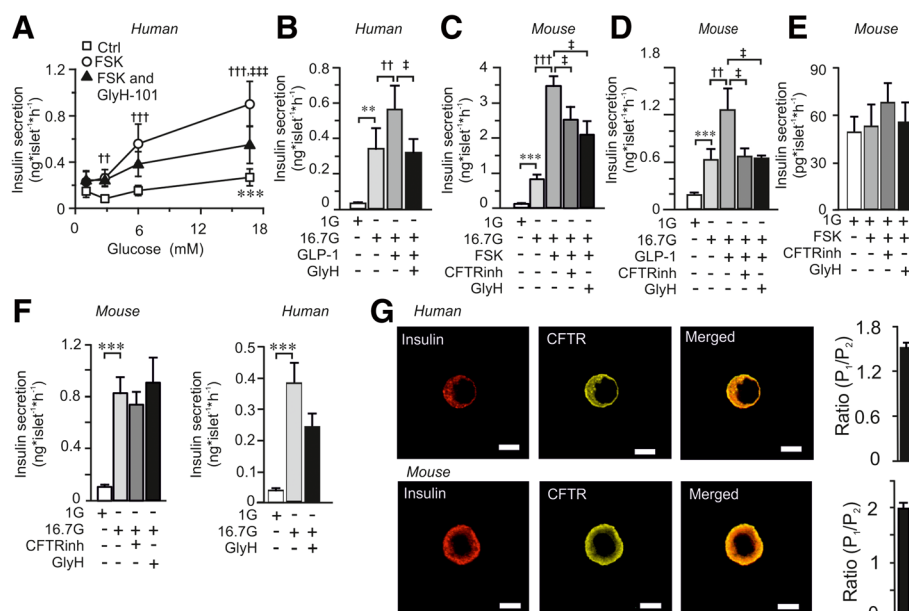 A
Human
Ctrl
FSK
FSK and
GlyH-101
Insulin secretion
(ng*islet⁻¹*h⁻¹)
1.2
0.8
0.4
0
†††,‡‡‡
†††
††
***
0 6 12 18
Glucose (mM)
B
Human
Insulin secretion
(ng*islet⁻¹*h⁻¹)
0.8
0.6
0.4
0.2
0
** †† ‡
1G + - - -
16.7G - + + +
GLP-1 - - + +
GlyH - - - +
C
Mouse
Insulin secretion
(ng*islet⁻¹*h⁻¹)
4
3
2
1
0
‡
††† ‡
***
1G + - - - -
16.7G - + + + +
FSK - - + + +
CFTRinh - - - + -
GlyH - - - - +
D
Mouse
Insulin secretion
(ng*islet⁻¹*h⁻¹)
1.8
1.2
0.6
0
‡
†† ‡
***
1G + - - - -
16.7G - + + + +
GLP-1 - - + + +
CFTRinh - - - + -
GlyH - - - - +
E
Mouse
Insulin secretion
(pg*islet⁻¹*h⁻¹)
90
60
30
0
1G + + + +
FSK - + + +
CFTRinh - - + -
GlyH - - -
F
Mouse
Insulin secretion
(ng*islet⁻¹*h⁻¹)
1.2
0.8
0.4
0
***
1G + - - -
16.7G - + + +
CFTRinh - - + -
GlyH - - - +
Human
Insulin secretion
(ng*islet⁻¹*h⁻¹)
0.5
0.4
0.3
0.2
0.1
0
***
1G + - -
16.7G - + +
GlyH - - +
G
Human
Insulin CFTR Merged
Ratio (P₁/P₂)
1.8
1.2
0.6
0
Mouse
Insulin CFTR Merged
Ratio (P₁/P₂)
2
1